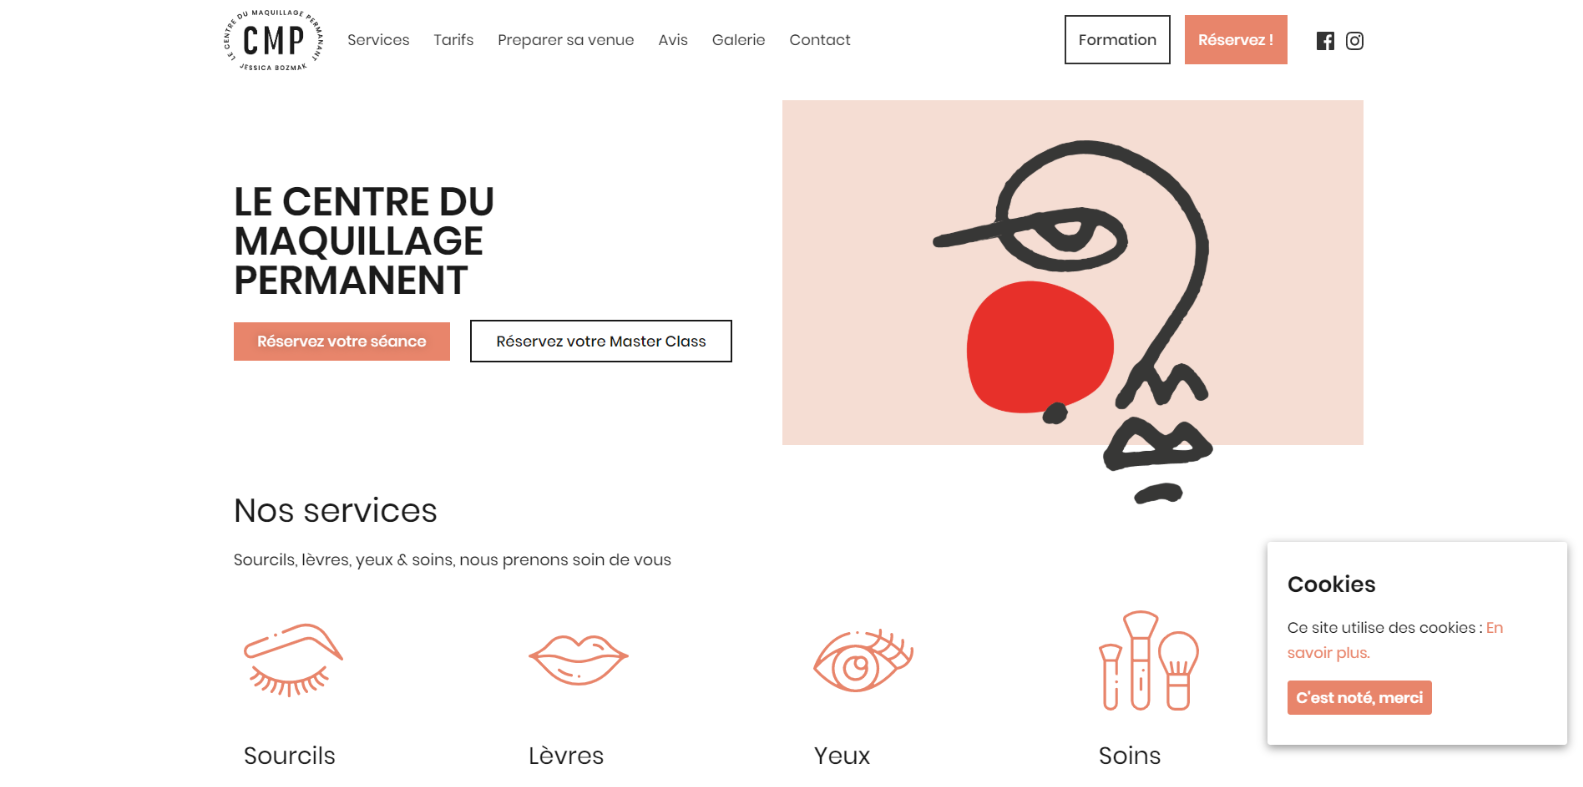 LE CENTRE DU MAQUILLAGE PERMANANT
CMP
JESSICA BOZMAK
Services
Tarifs
Preparer sa venue
Avis
Galerie
Contact
Formation
Réservez !
LE CENTRE DU
MAQUILLAGE
PERMANENT
Réservez votre séance
Réservez votre Master Class
Nos services
Sourcils, lèvres, yeux & soins, nous prenons soin de vous
Sourcils
Lèvres
Yeux
Soins
Cookies
Ce site utilise des cookies : En
savoir plus.
C'est noté, merci